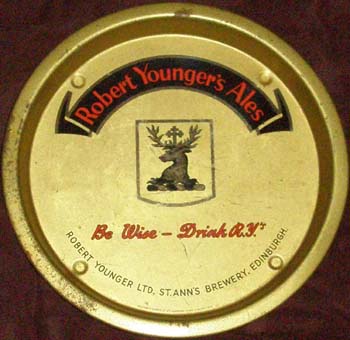 Robert Younger's Ales
Be Wise – Drink R.Y.'s
ROBERT YOUNGER LTD. ST. ANN'S BREWERY, EDINBURGH.